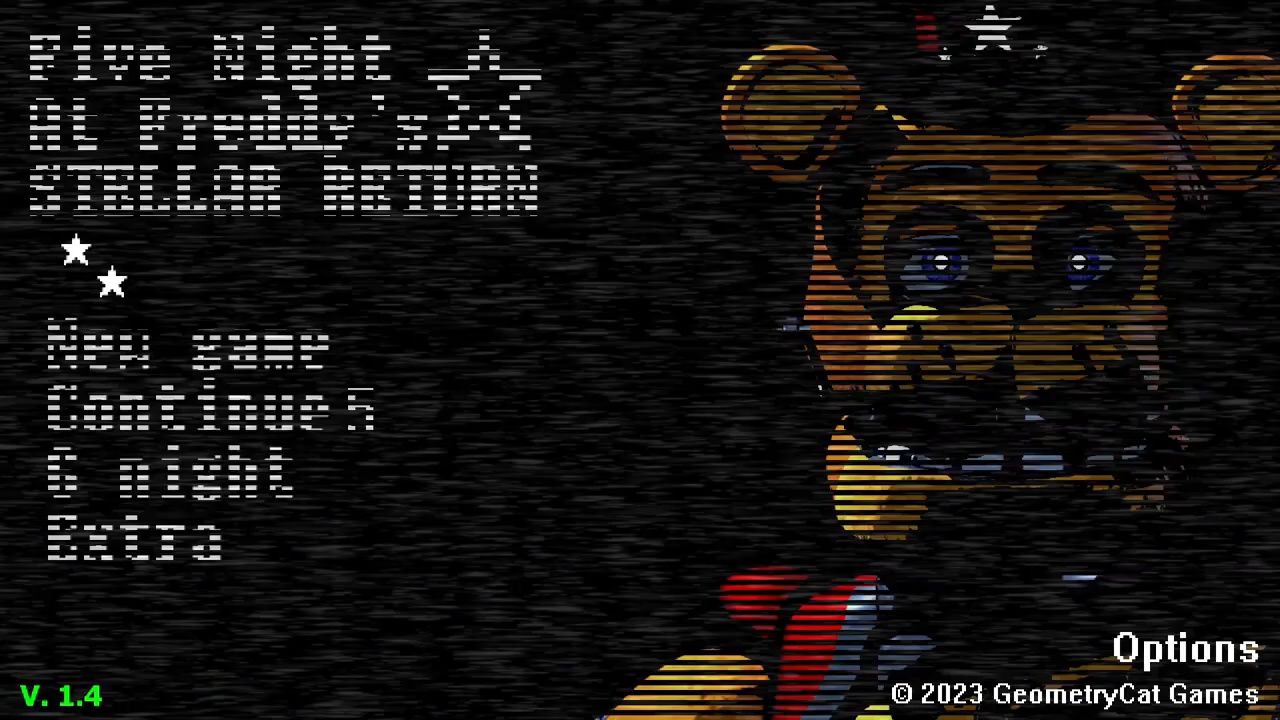 Five Night
At Freddy's
STELLAR RETURN
New game
Continue 5
6 night
Extra
Options
V. 1.4
© 2023 GeometryCat Games